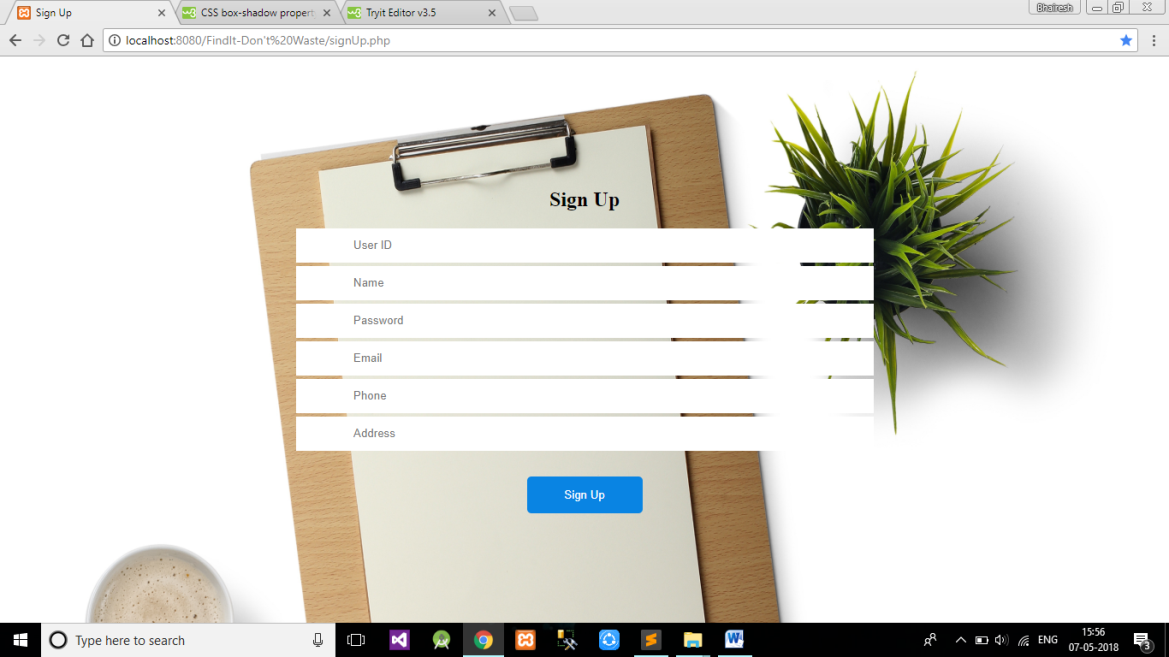 Sign Up
CSS box-shadow propert
Tryit Editor v3.5
Bhairesh
localhost:8080/FindIt-Don't%20Waste/signUp.php
Sign Up
User ID
Name
Password
Email
Phone
Address
Sign Up
Type here to search
ENG
15:56
07-05-2018
3